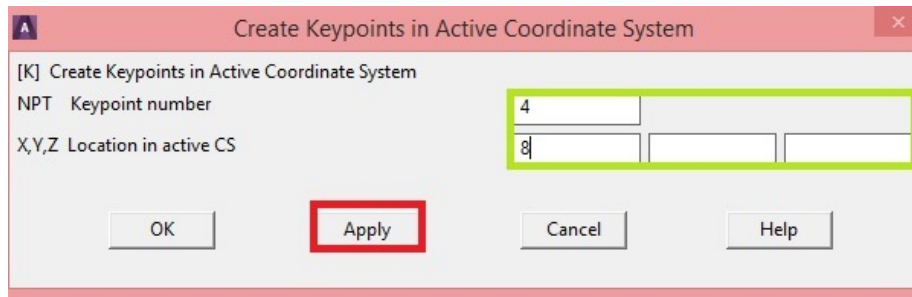 A Create Keypoints in Active Coordinate System ×
[K] Create Keypoints in Active Coordinate System
NPT Keypoint number 4
X,Y,Z Location in active CS 8
OK Apply Cancel Help